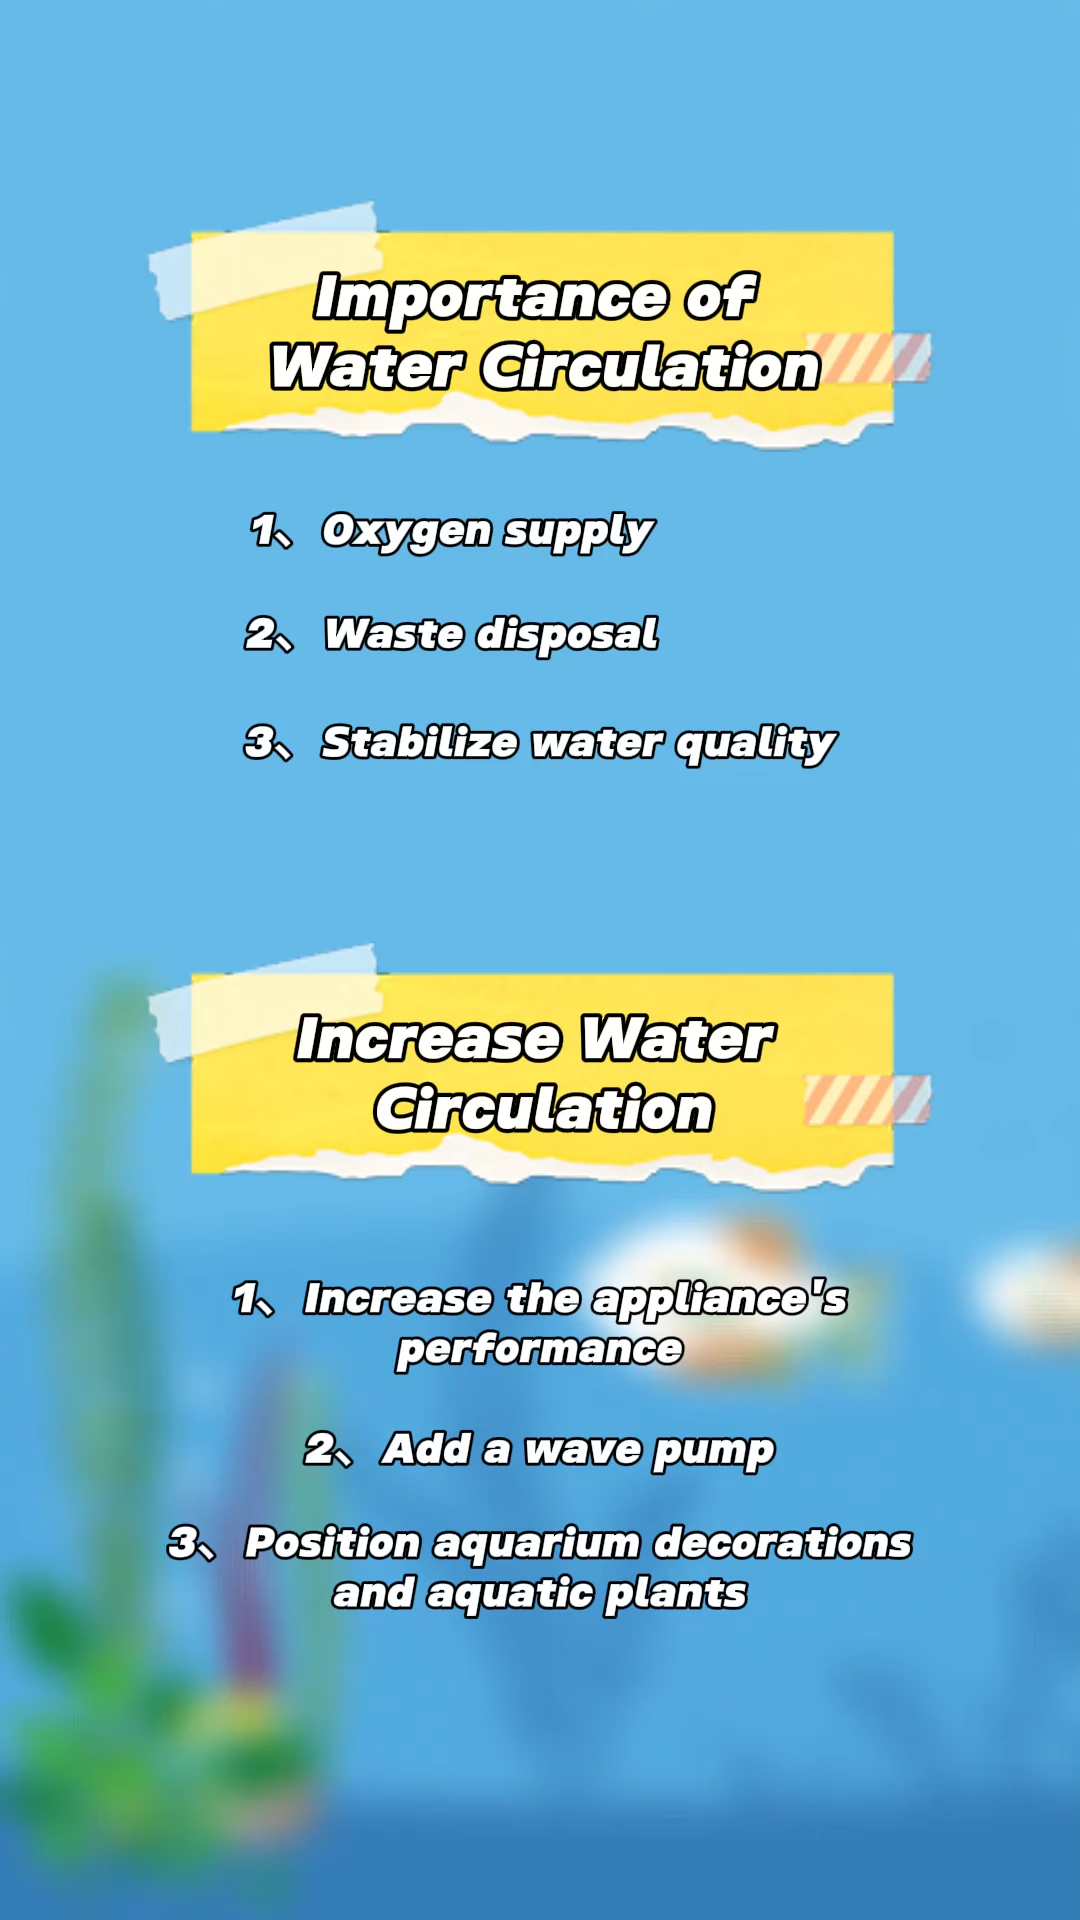 Importance of
Water Circulation
1、 Oxygen supply
2、 Waste disposal
3、 Stabilize water quality
Increase Water
Circulation
1、 Increase the appliance's
performance
2、 Add a wave pump
3、 Position aquarium decorations
and aquatic plants